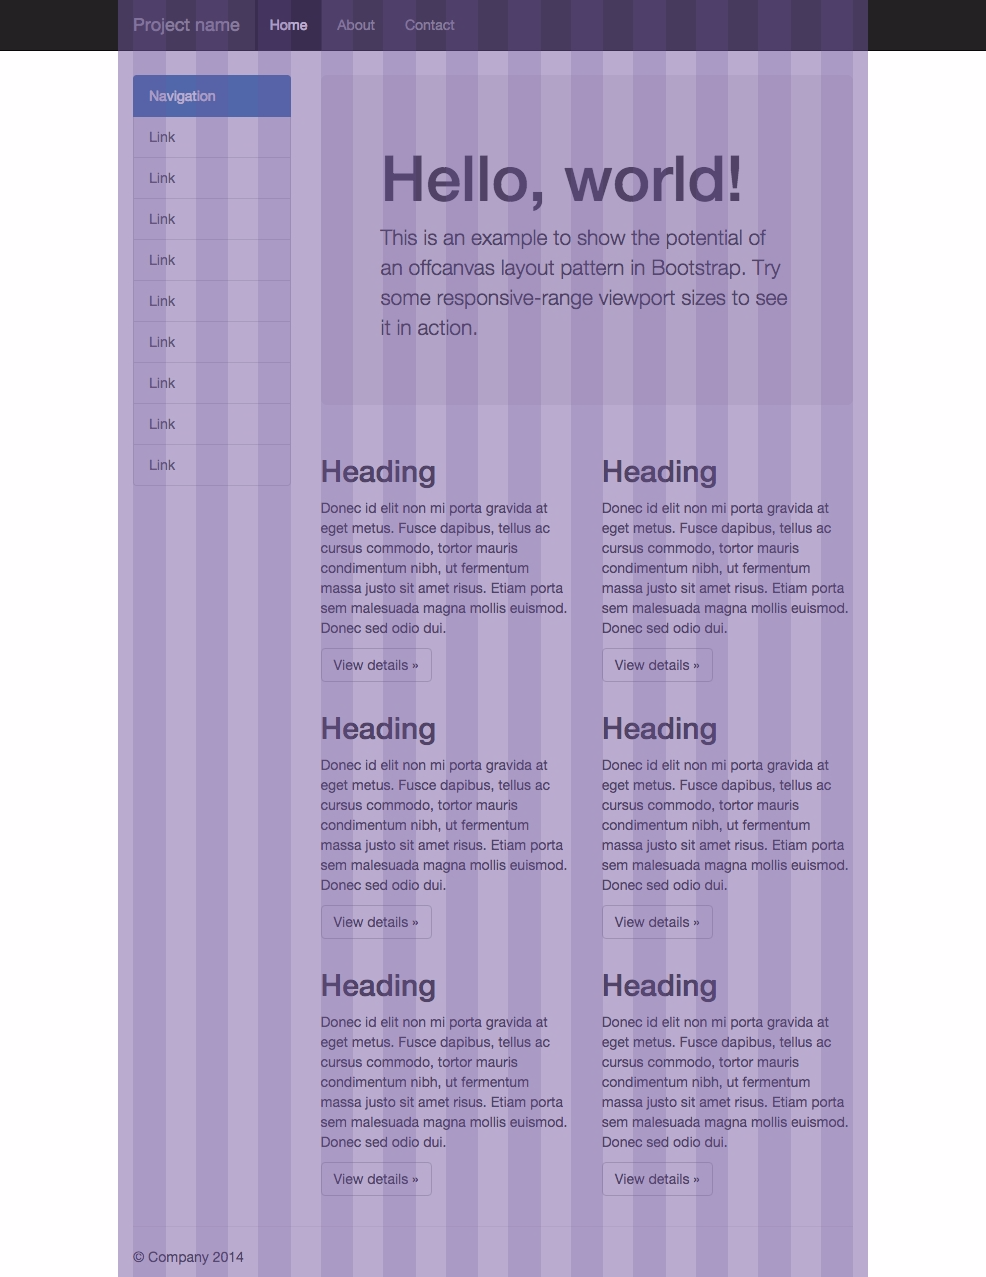 Project name Home About Contact
Navigation
Link
Link
Link
Link
Link
Link
Link
Link
Link
Hello, world!
This is an example to show the potential of
an offcanvas layout pattern in Bootstrap. Try
some responsive-range viewport sizes to see
it in action.
Heading
Donec id elit non mi porta gravida at
eget metus. Fusce dapibus, tellus ac
cursus commodo, tortor mauris
condimentum nibh, ut fermentum
massa justo sit amet risus. Etiam porta
sem malesuada magna mollis euismod.
Donec sed odio dui.
View details »
Heading
Donec id elit non mi porta gravida at
eget metus. Fusce dapibus, tellus ac
cursus commodo, tortor mauris
condimentum nibh, ut fermentum
massa justo sit amet risus. Etiam porta
sem malesuada magna mollis euismod.
Donec sed odio dui.
View details »
Heading
Donec id elit non mi porta gravida at
eget metus. Fusce dapibus, tellus ac
cursus commodo, tortor mauris
condimentum nibh, ut fermentum
massa justo sit amet risus. Etiam porta
sem malesuada magna mollis euismod.
Donec sed odio dui.
View details »
Heading
Donec id elit non mi porta gravida at
eget metus. Fusce dapibus, tellus ac
cursus commodo, tortor mauris
condimentum nibh, ut fermentum
massa justo sit amet risus. Etiam porta
sem malesuada magna mollis euismod.
Donec sed odio dui.
View details »
Heading
Donec id elit non mi porta gravida at
eget metus. Fusce dapibus, tellus ac
cursus commodo, tortor mauris
condimentum nibh, ut fermentum
massa justo sit amet risus. Etiam porta
sem malesuada magna mollis euismod.
Donec sed odio dui.
View details »
Heading
Donec id elit non mi porta gravida at
eget metus. Fusce dapibus, tellus ac
cursus commodo, tortor mauris
condimentum nibh, ut fermentum
massa justo sit amet risus. Etiam porta
sem malesuada magna mollis euismod.
Donec sed odio dui.
View details »
© Company 2014